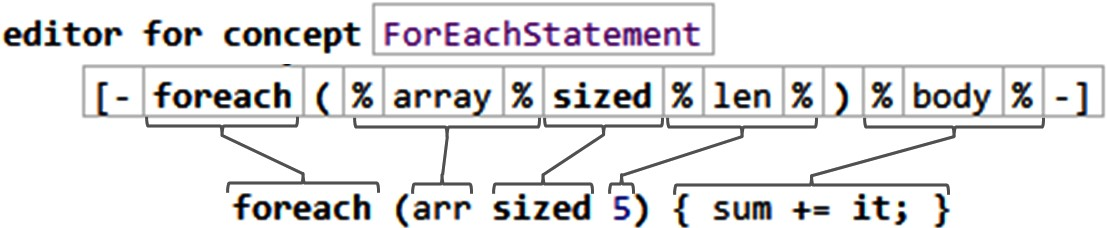 editor for concept ForEachStatement
[- foreach ( % array % sized % len % ) % body % -]
foreach (arr sized 5) { sum += it; }